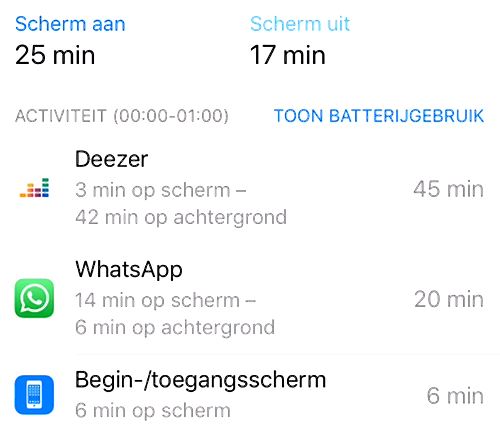 Scherm aan Scherm uit
25 min 17 min
ACTIVITEIT (00:00-01:00) TOON BATTERIJGEBRUIK
Deezer
3 min op scherm –
42 min op achtergrond
45 min
WhatsApp
14 min op scherm –
6 min op achtergrond
20 min
Begin-/toegangsscherm
6 min op scherm
6 min